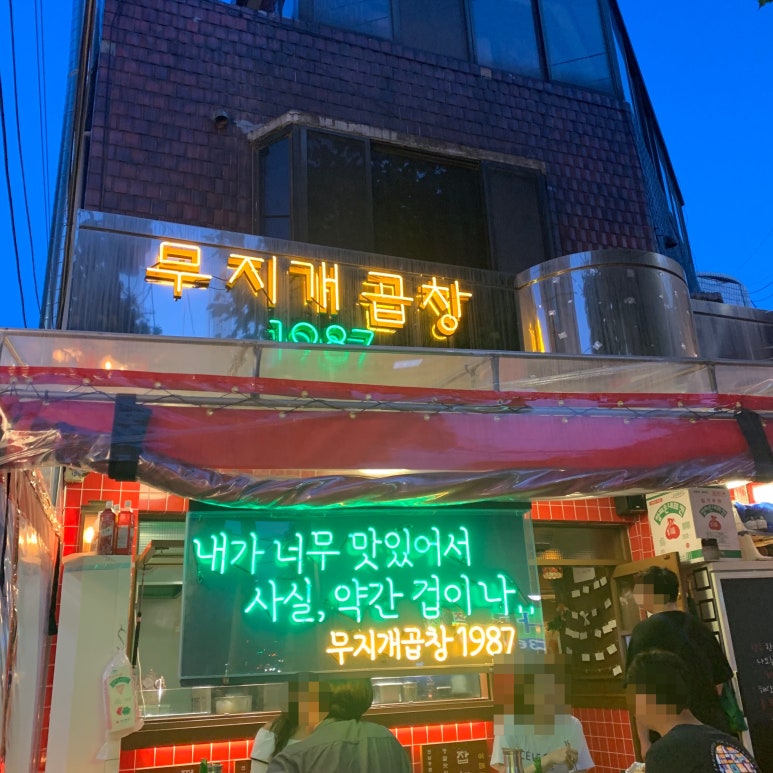 무지개곱창
1987
내가 너무 맛있어서
사실, 약간 겁이 나..
무지개곱창 1987